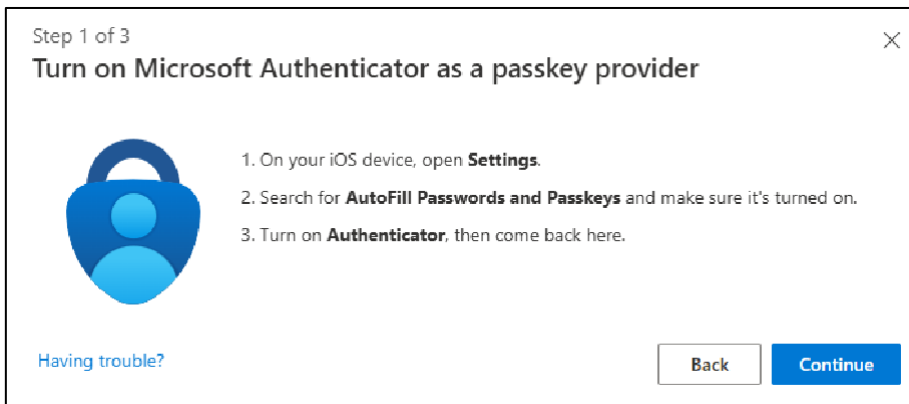 Step 1 of 3
Turn on Microsoft Authenticator as a passkey provider
1. On your iOS device, open Settings.
2. Search for AutoFill Passwords and Passkeys and make sure it's turned on.
3. Turn on Authenticator, then come back here.
Having trouble?
Back
Continue